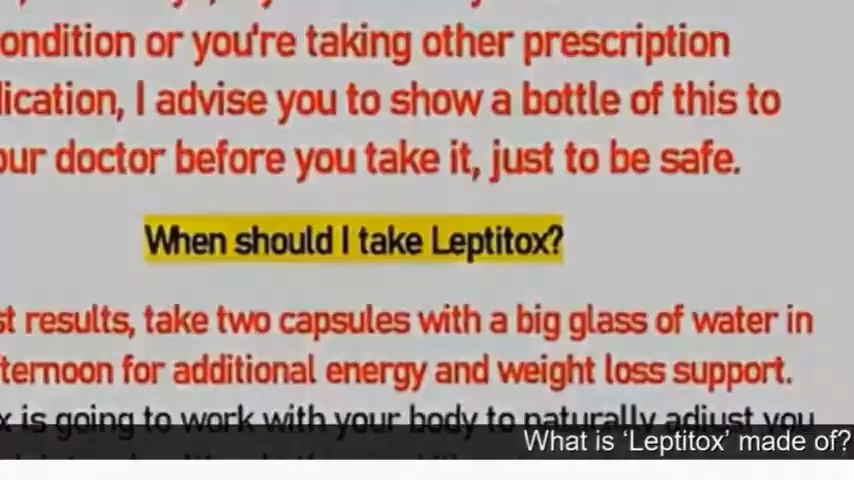 ondition or you're taking other prescription
lication, I advise you to show a bottle of this to
our doctor before you take it, just to be safe.
When should I take Leptitox?
st results, take two capsules with a big glass of water in
ternoon for additional energy and weight loss support.
x is going to work with your body to naturally adjust you
What is ‘Leptitox’ made of?